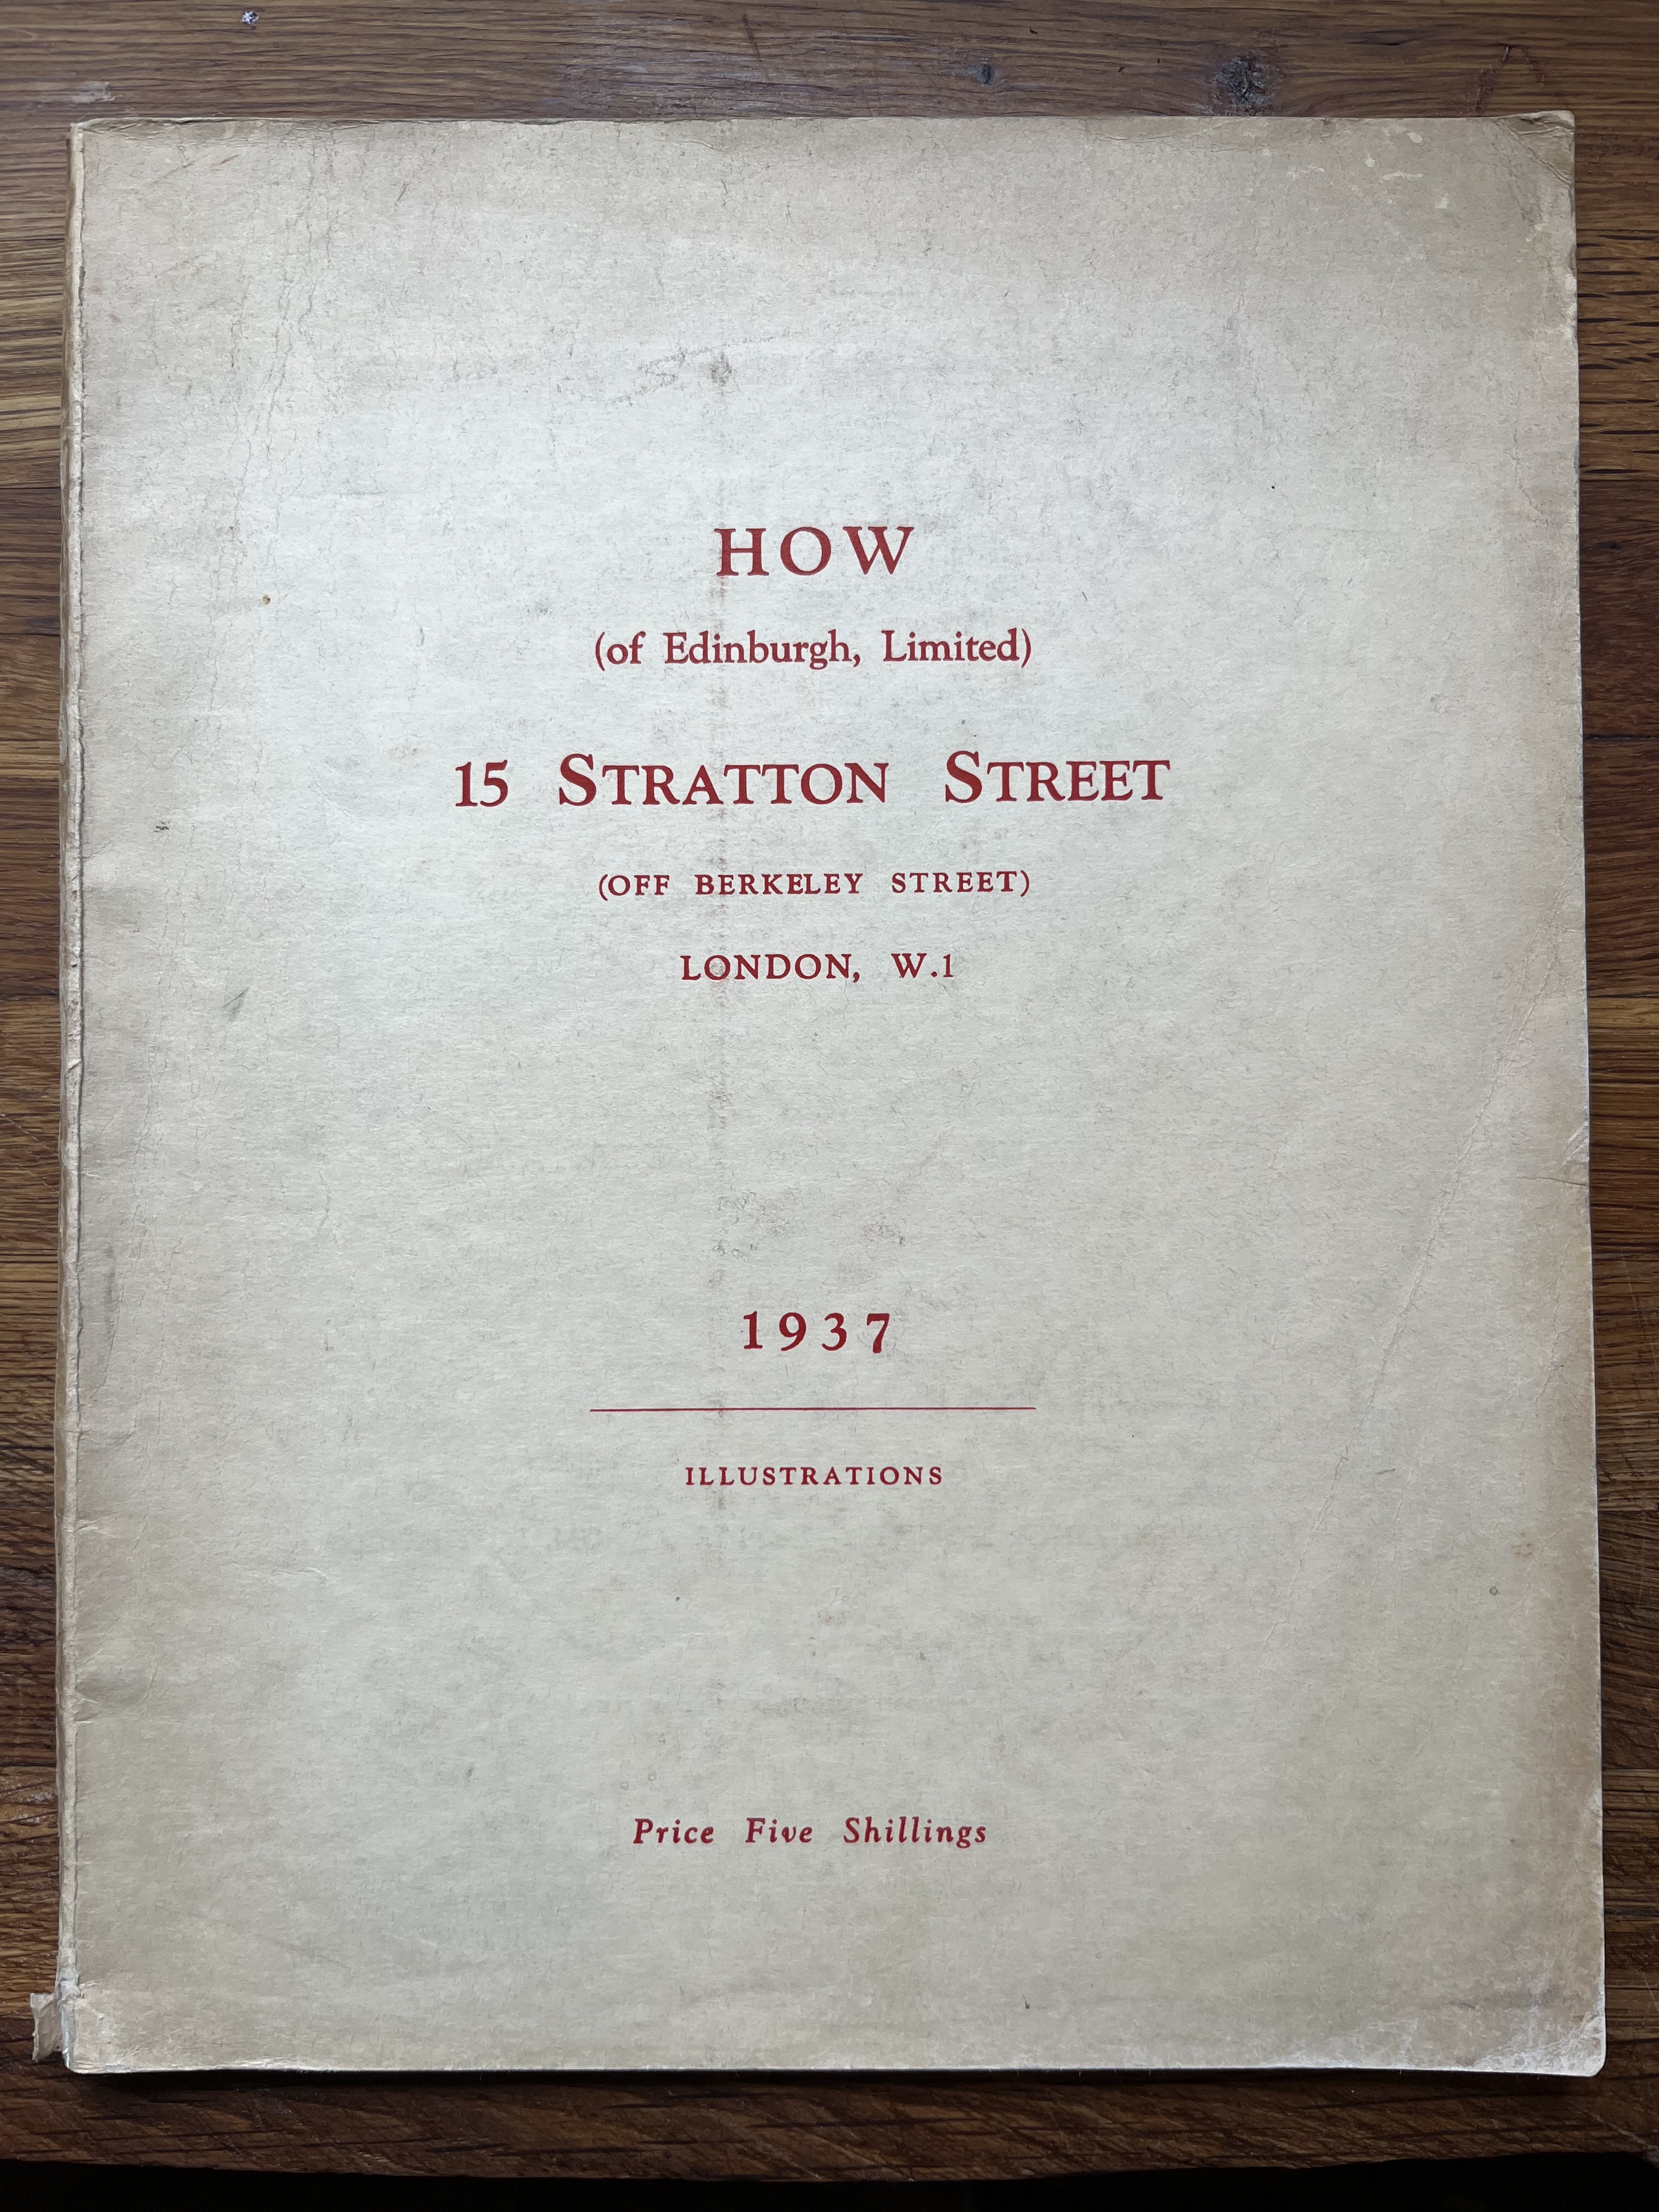 HOW
(of Edinburgh, Limited)
15 STRATTON STREET
(OFF BERKELEY STREET)
LONDON, W.1
1937
ILLUSTRATIONS
Price Five Shillings